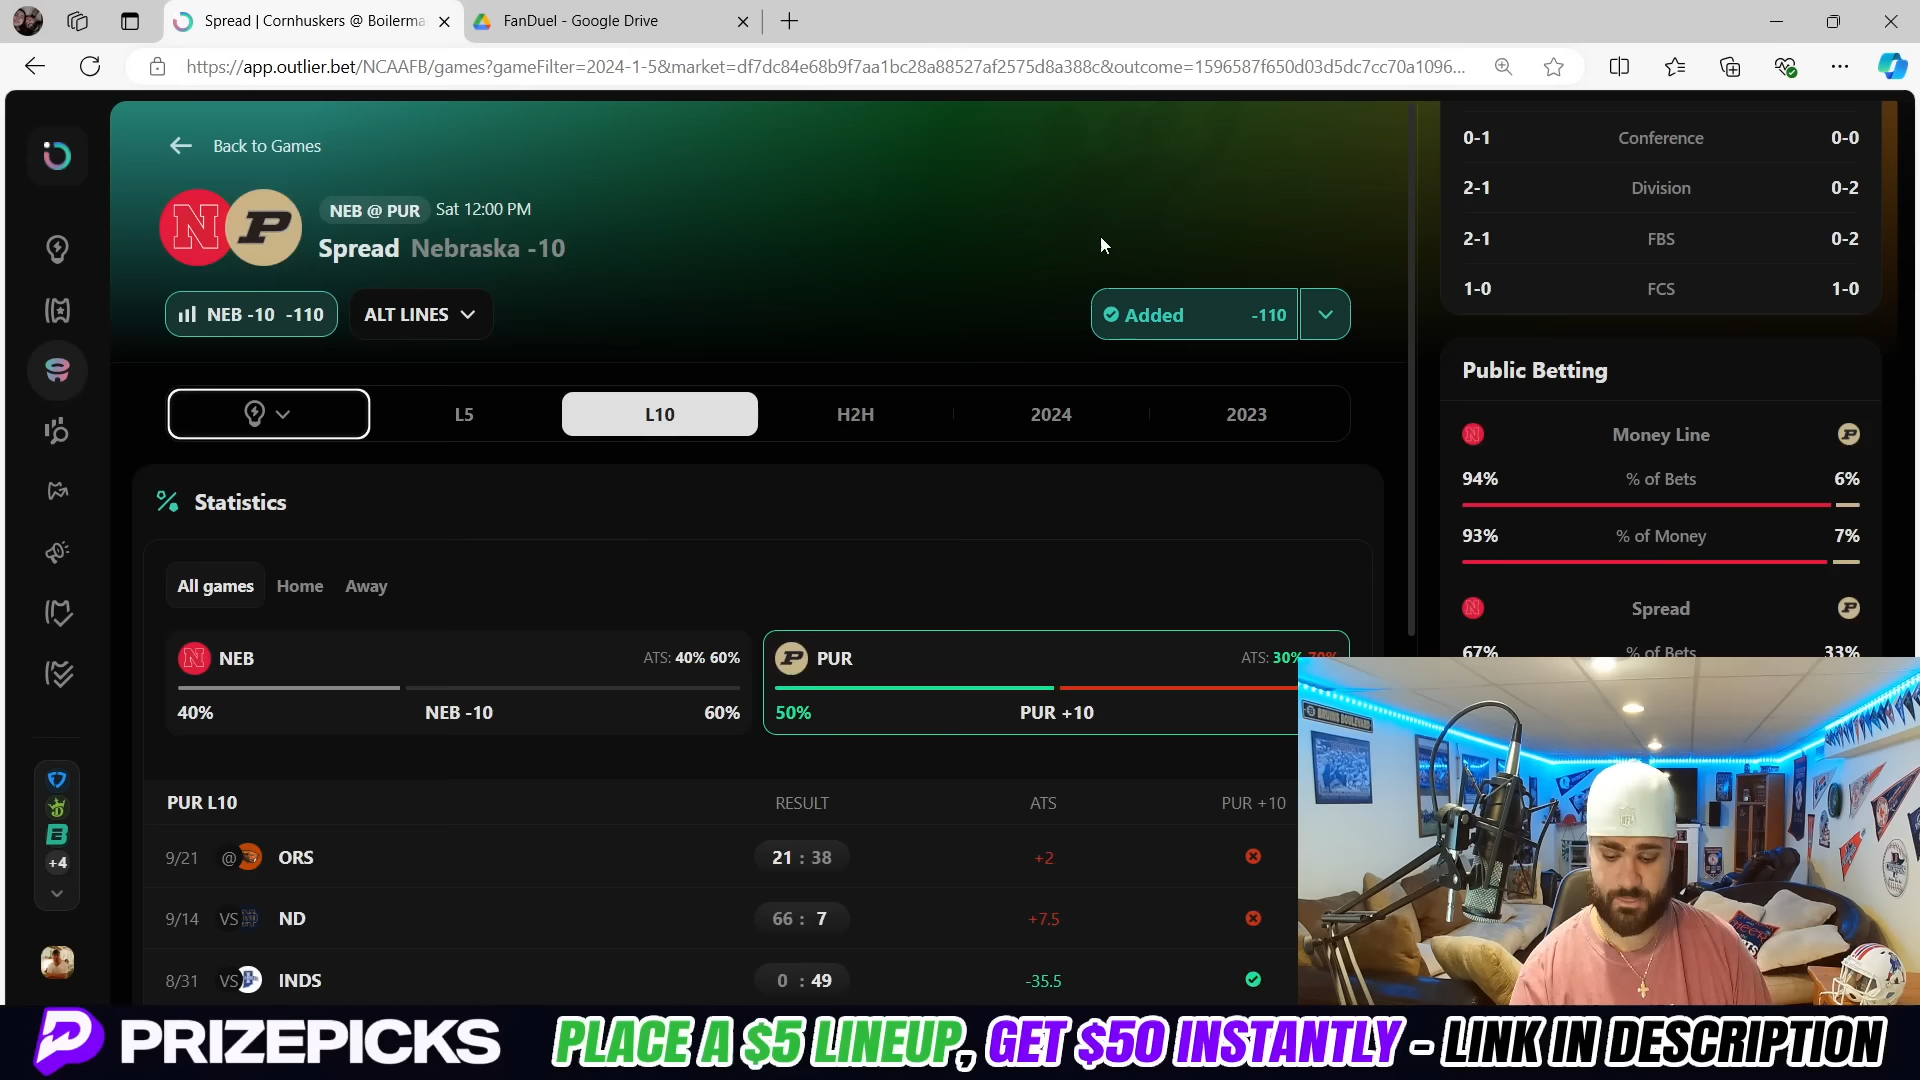 Spread | Cornhuskers @ Boilerma
FanDuel - Google Drive
https://app.outlier.bet/NCAAFB/games?gameFilter=2024-1-5&market=df7dc84e68b9f7aa1bc28a88527af2575d8a388c&outcome=1596587f650d03d5dc7cc70a1096...
Back to Games
NEB @ PUR Sat 12:00 PM
Spread Nebraska -10
NEB -10 -110
ALT LINES
Added -110
L5
L10
H2H
2024
2023
Statistics
All games
Home
Away
NEB ATS: 40% 60%
40% NEB -10 60%
PUR ATS: 30% 70%
50% PUR +10
PUR L10 RESULT ATS PUR +10
9/21 @ ORS 21 : 38 +2
9/14 VS ND 66 : 7 +7.5
8/31 VS INDS 0 : 49 -35.5
+4
0-1 Conference 0-0
2-1 Division 0-2
2-1 FBS 0-2
1-0 FCS 1-0
Public Betting
Money Line
94% % of Bets 6%
93% % of Money 7%
Spread
67% % of Bets 33%
BRUINS BOULEVARD
NFL
PRIZEPICKS
PLACE A $5 LINEUP, GET $50 INSTANTLY - LINK IN DESCRIPTION